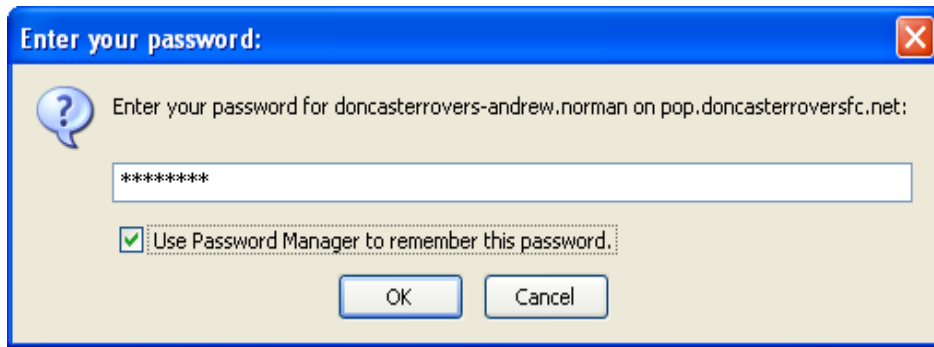 Enter your password:
Enter your password for doncasterrovers-andrew.norman on pop.doncasterroversfc.net:
********
Use Password Manager to remember this password.
OK Cancel